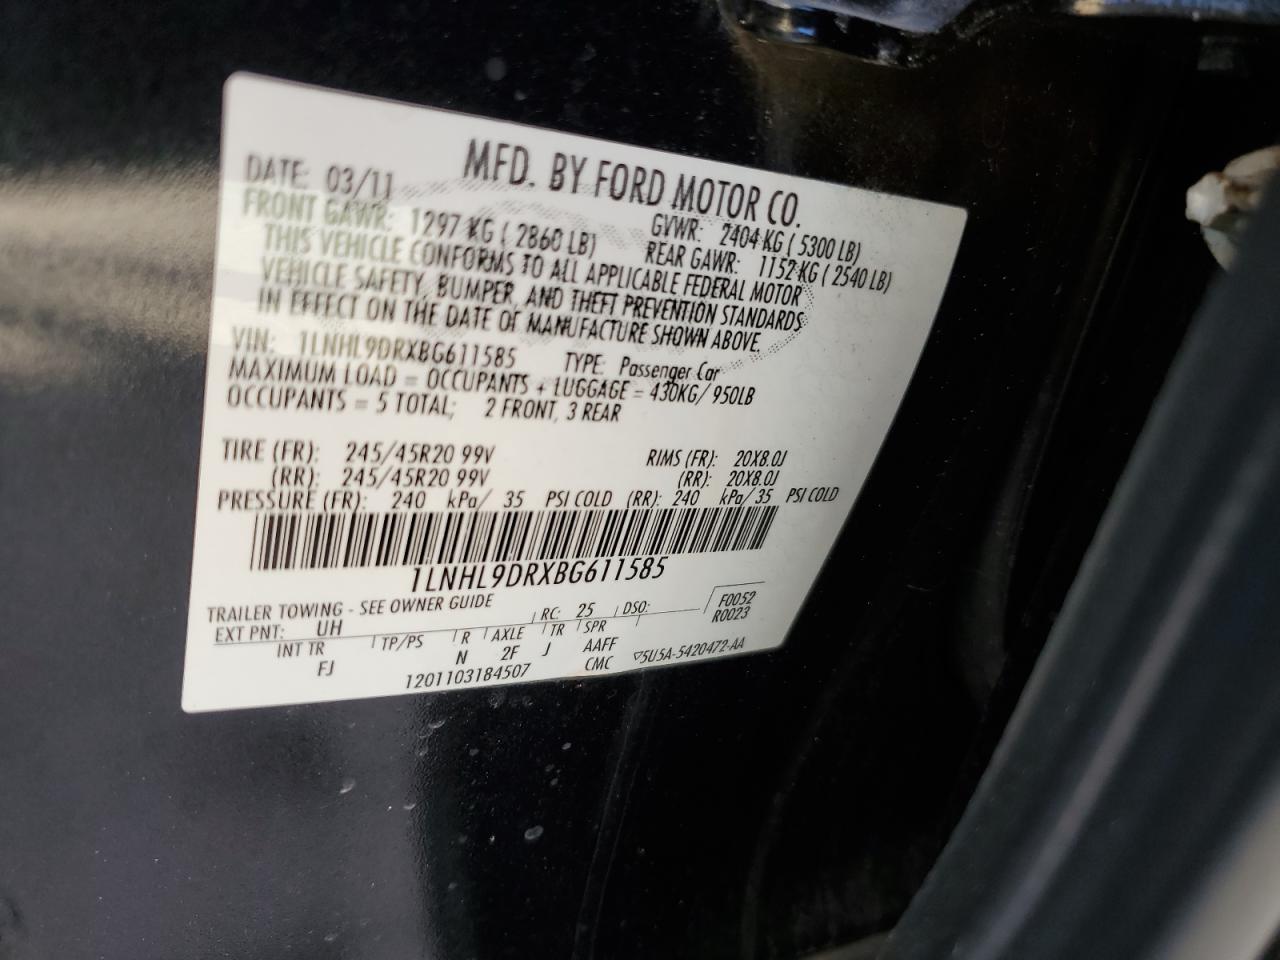 MFD. BY FORD MOTOR CO.
DATE: 03/11 GVWR: 2404 KG ( 5300 LB)
FRONT GAWR: 1297 KG ( 2860 LB) REAR GAWR: 1152 KG ( 2540 LB)
THIS VEHICLE CONFORMS TO ALL APPLICABLE FEDERAL MOTOR
VEHICLE SAFETY, BUMPER, AND THEFT PREVENTION STANDARDS
IN EFFECT ON THE DATE OF MANUFACTURE SHOWN ABOVE.
VIN: 1LNHL9DRXBG611585 TYPE: Passenger Car
MAXIMUM LOAD = OCCUPANTS + LUGGAGE = 430KG/ 950LB
OCCUPANTS = 5 TOTAL; 2 FRONT, 3 REAR
TIRE (FR): 245/45R20 99V RIMS (FR): 20X8.0J
(RR): 245/45R20 99V (RR): 20X8.0J
PRESSURE (FR): 240 kPa/ 35 PSI COLD (RR): 240 kPa/ 35 PSI COLD
1LNHL9DRXBG611585
TRAILER TOWING - SEE OWNER GUIDE
EXT PNT: UH RC: 25 DSO: F0052
R0023
INT TR TP/PS R AXLE TR SPR
FJ N 2F J AAFF
1201103184507 CMC ▽5U5A-5420472-AA